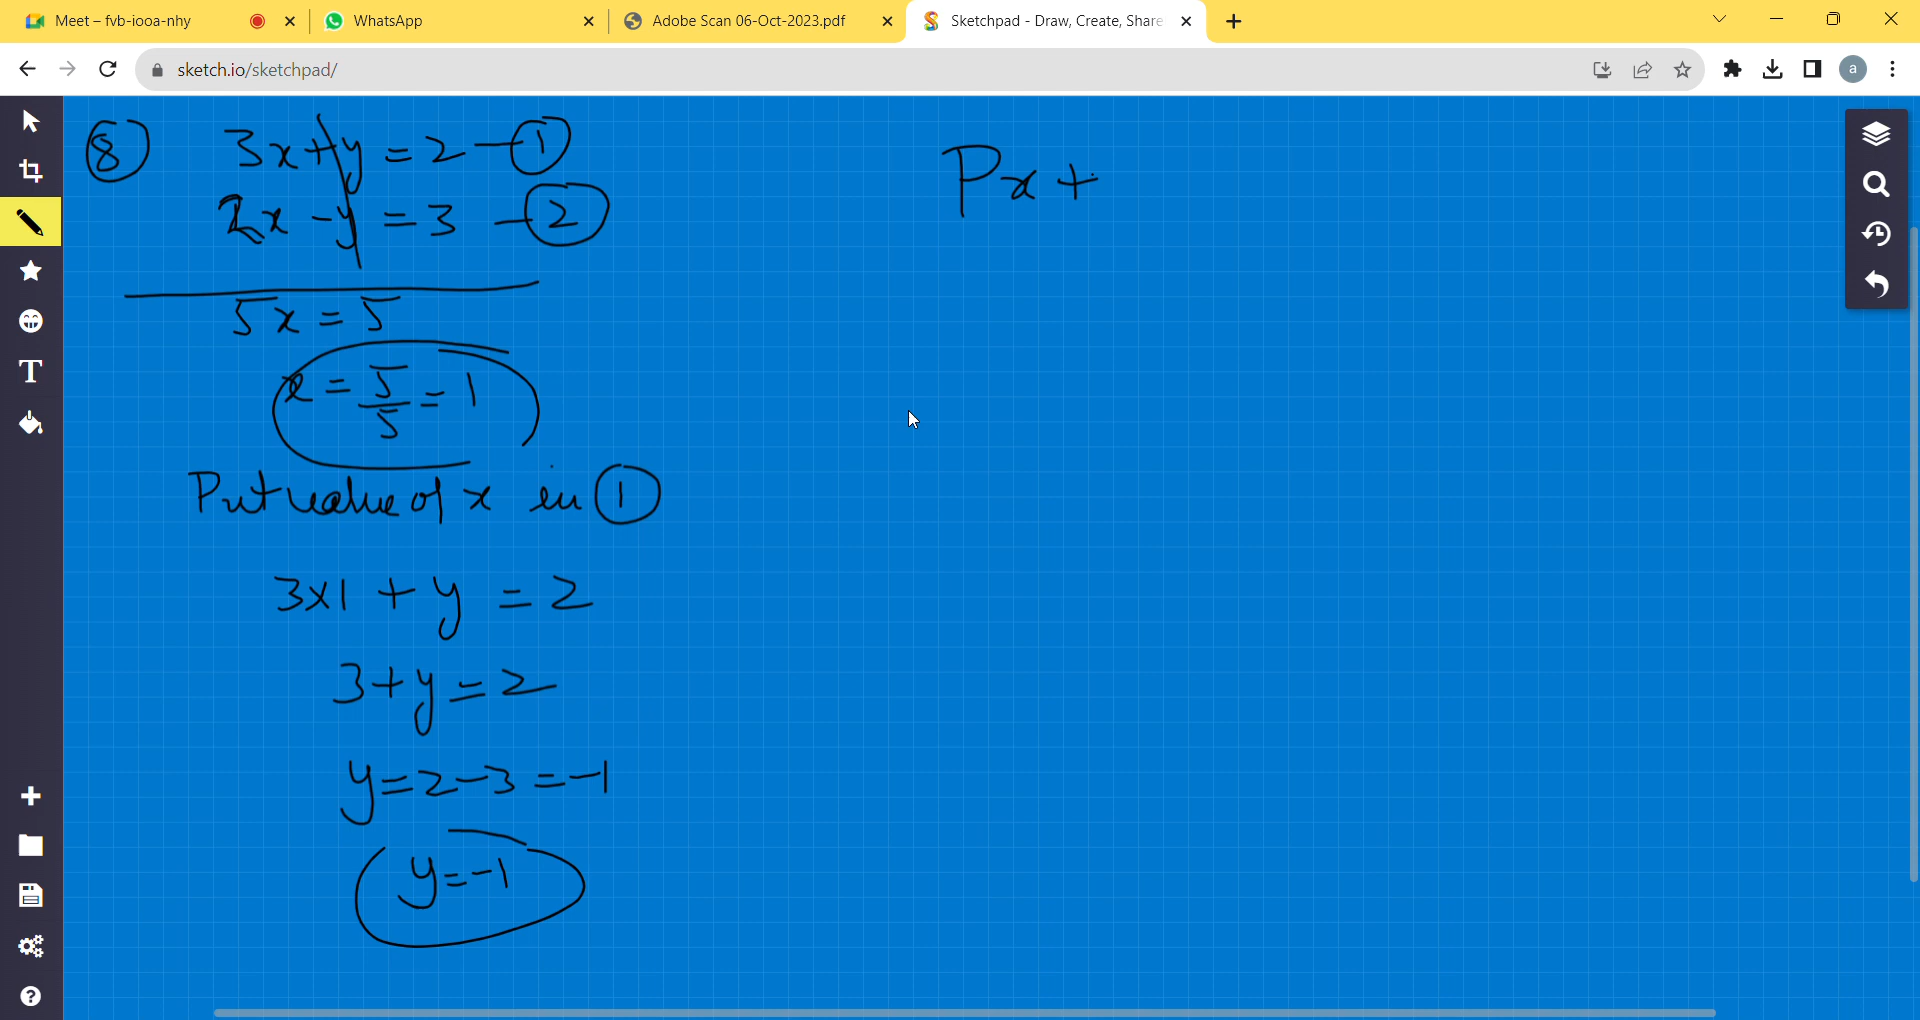 Meet – fvb-iooa-nhy
WhatsApp
Adobe Scan 06-Oct-2023.pdf
Sketchpad - Draw, Create, Share
sketch.io/sketchpad/
a
T
8 3x+y=2-1
2x-y=3-2
5x=5
x=5/5=1
Put value of x in 1
3x1+y=2
3+y=2
y=2-3=-1
y=-1
Px+